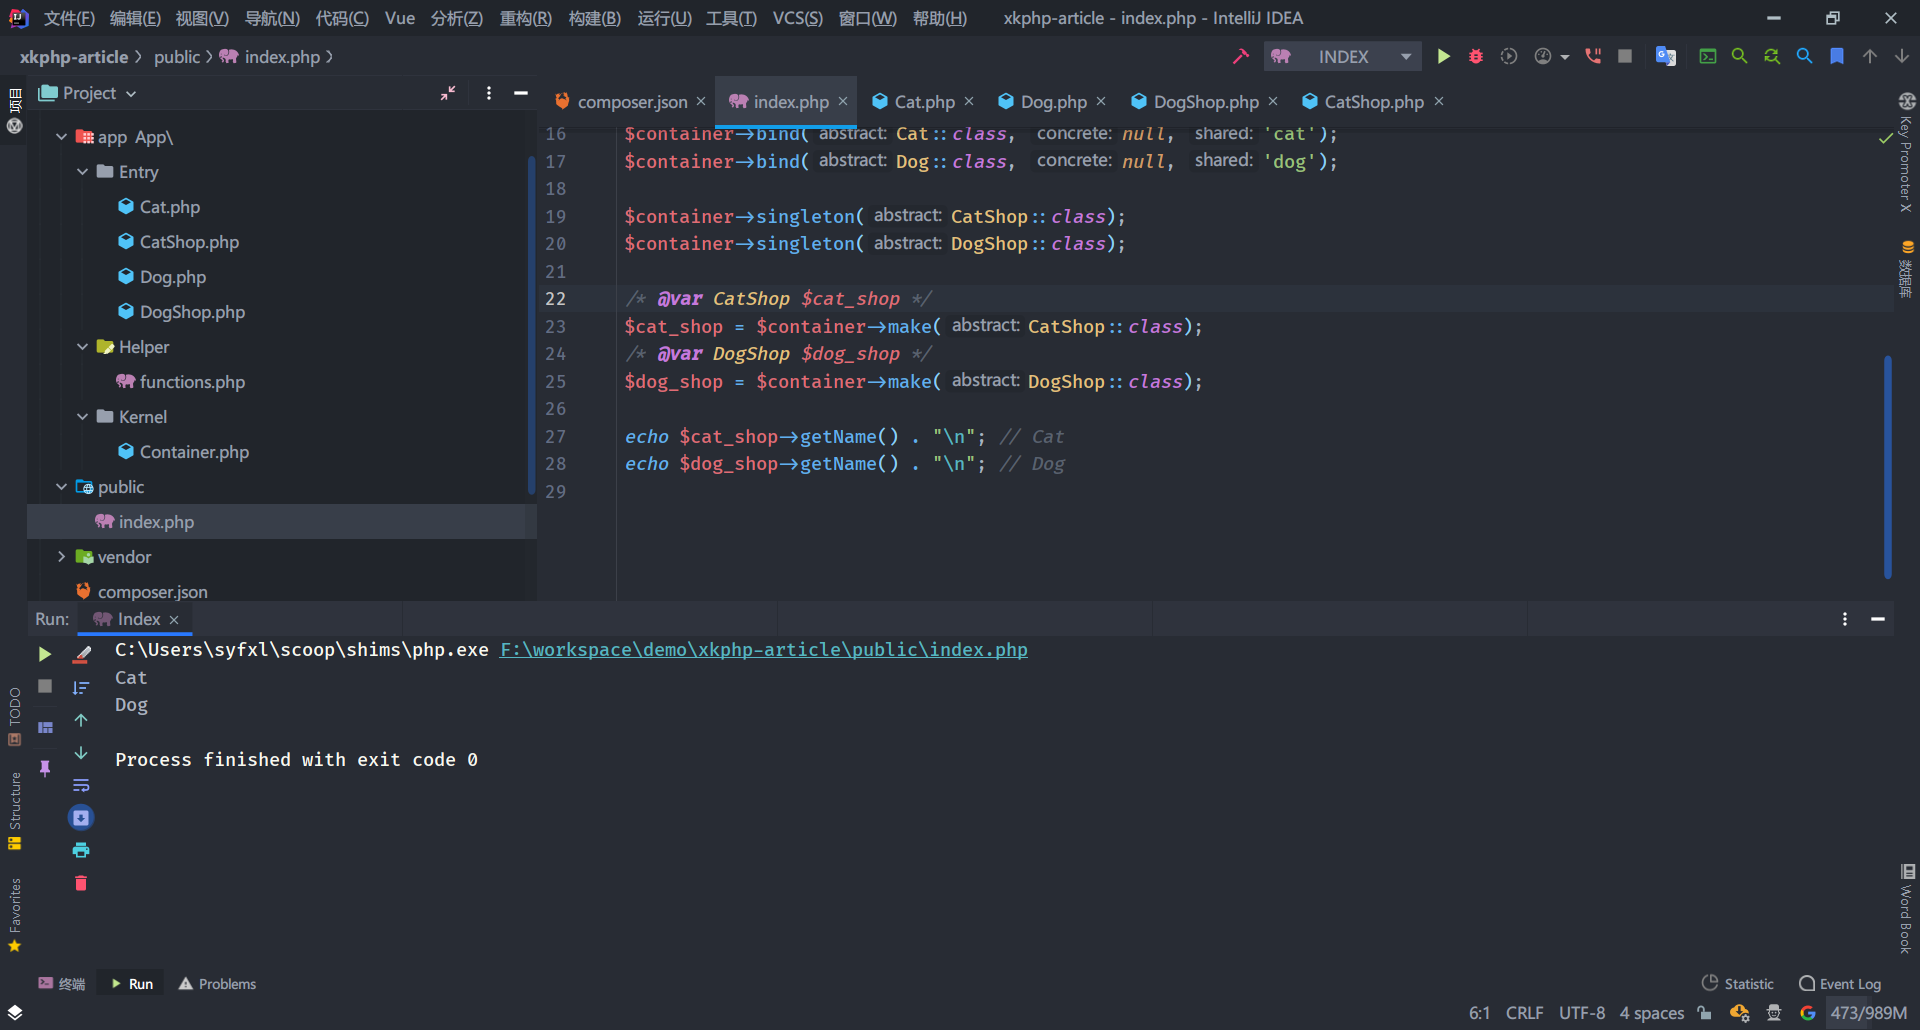 文件(F) 编辑(E) 视图(V) 导航(N) 代码(C) Vue 分析(Z) 重构(R) 构建(B) 运行(U) 工具(T) VCS(S) 窗口(W) 帮助(H) xkphp-article - index.php - IntelliJ IDEA
xkphp-article public index.php
INDEX
项目
Project
composer.json
index.php
Cat.php
Dog.php
DogShop.php
CatShop.php
app App\
Entry
Cat.php
CatShop.php
Dog.php
DogShop.php
Helper
functions.php
Kernel
Container.php
public
index.php
vendor
composer.json
16 $container->bind( abstract: Cat::class, concrete: null, shared: 'cat');
17 $container->bind( abstract: Dog::class, concrete: null, shared: 'dog');
18
19 $container->singleton( abstract: CatShop::class);
20 $container->singleton( abstract: DogShop::class);
21
22 /* @var CatShop $cat_shop */
23 $cat_shop = $container->make( abstract: CatShop::class);
24 /* @var DogShop $dog_shop */
25 $dog_shop = $container->make( abstract: DogShop::class);
26
27 echo $cat_shop->getName() . "\n"; // Cat
28 echo $dog_shop->getName() . "\n"; // Dog
29
Key Promoter X
数据库
Word Book
Run: Index
C:\Users\syfxl\scoop\shims\php.exe F:\workspace\demo\xkphp-article\public\index.php
Cat
Dog
Process finished with exit code 0
TODO
Structure
Favorites
终端 Run Problems Statistic Event Log
6:1 CRLF UTF-8 4 spaces 473/989M